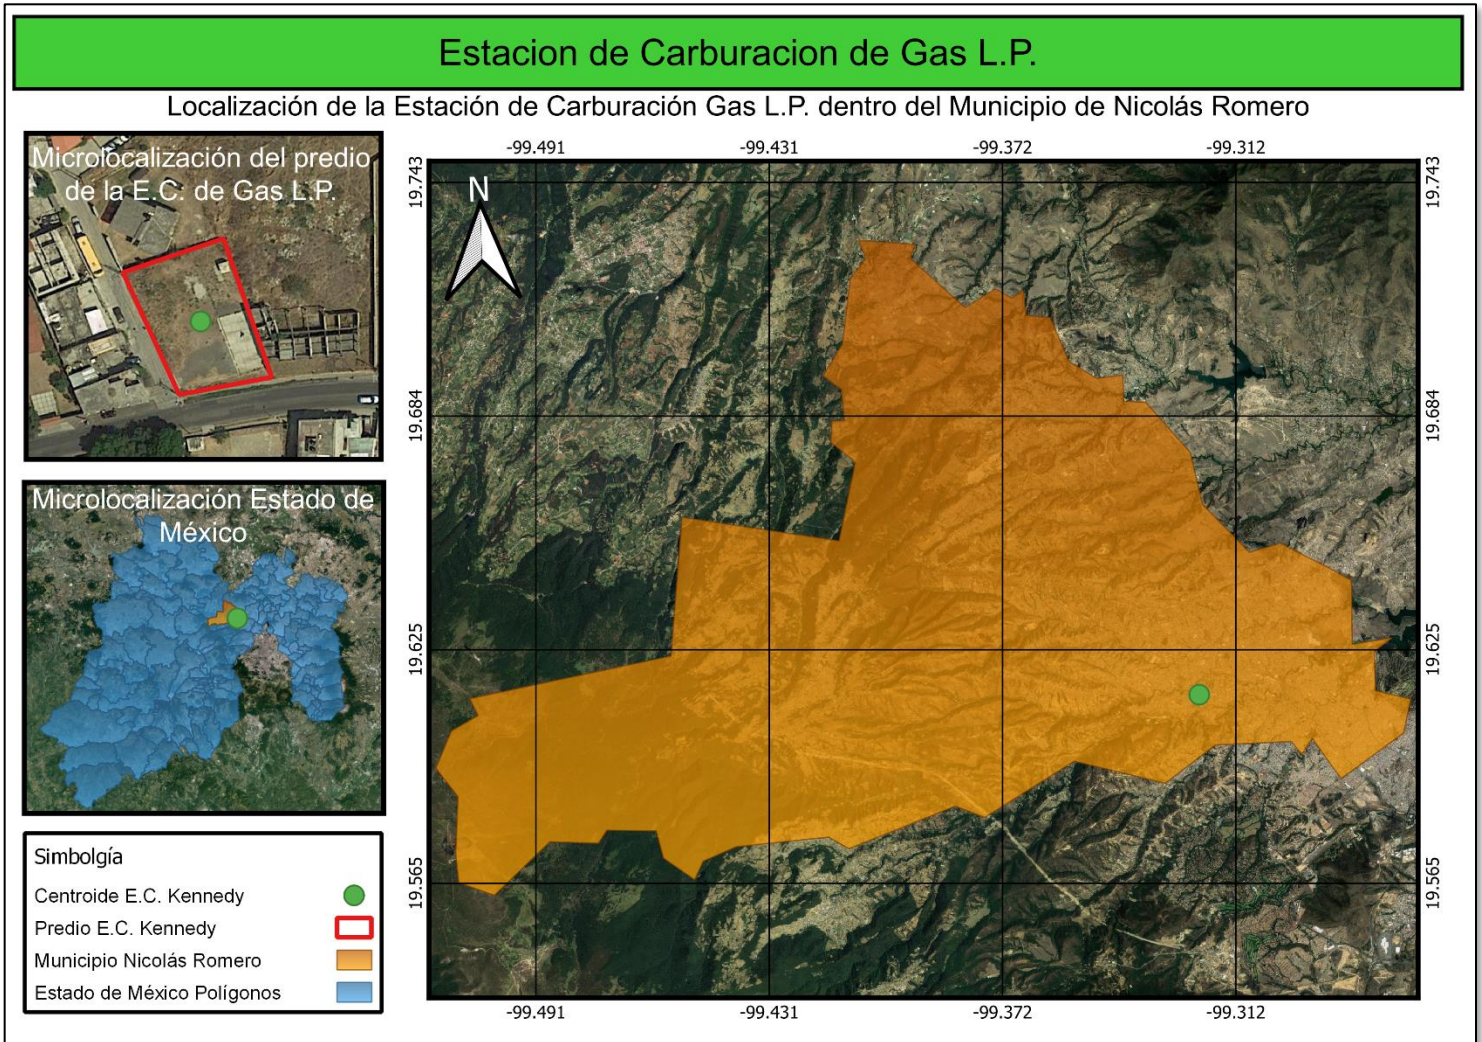 Estacion de Carburacion de Gas L.P.
Localización de la Estación de Carburación Gas L.P. dentro del Municipio de Nicolás Romero
Microlocalización del predio
de la E.C. de Gas L.P.
Microlocalización Estado de
México
Simbolgía
Centroide E.C. Kennedy
Predio E.C. Kennedy
Municipio Nicolás Romero
Estado de México Polígonos
-99.491 -99.431 -99.372 -99.312
N
19.743 19.743
19.684 19.684
19.625 19.625
19.565 19.565
-99.491 -99.431 -99.372 -99.312